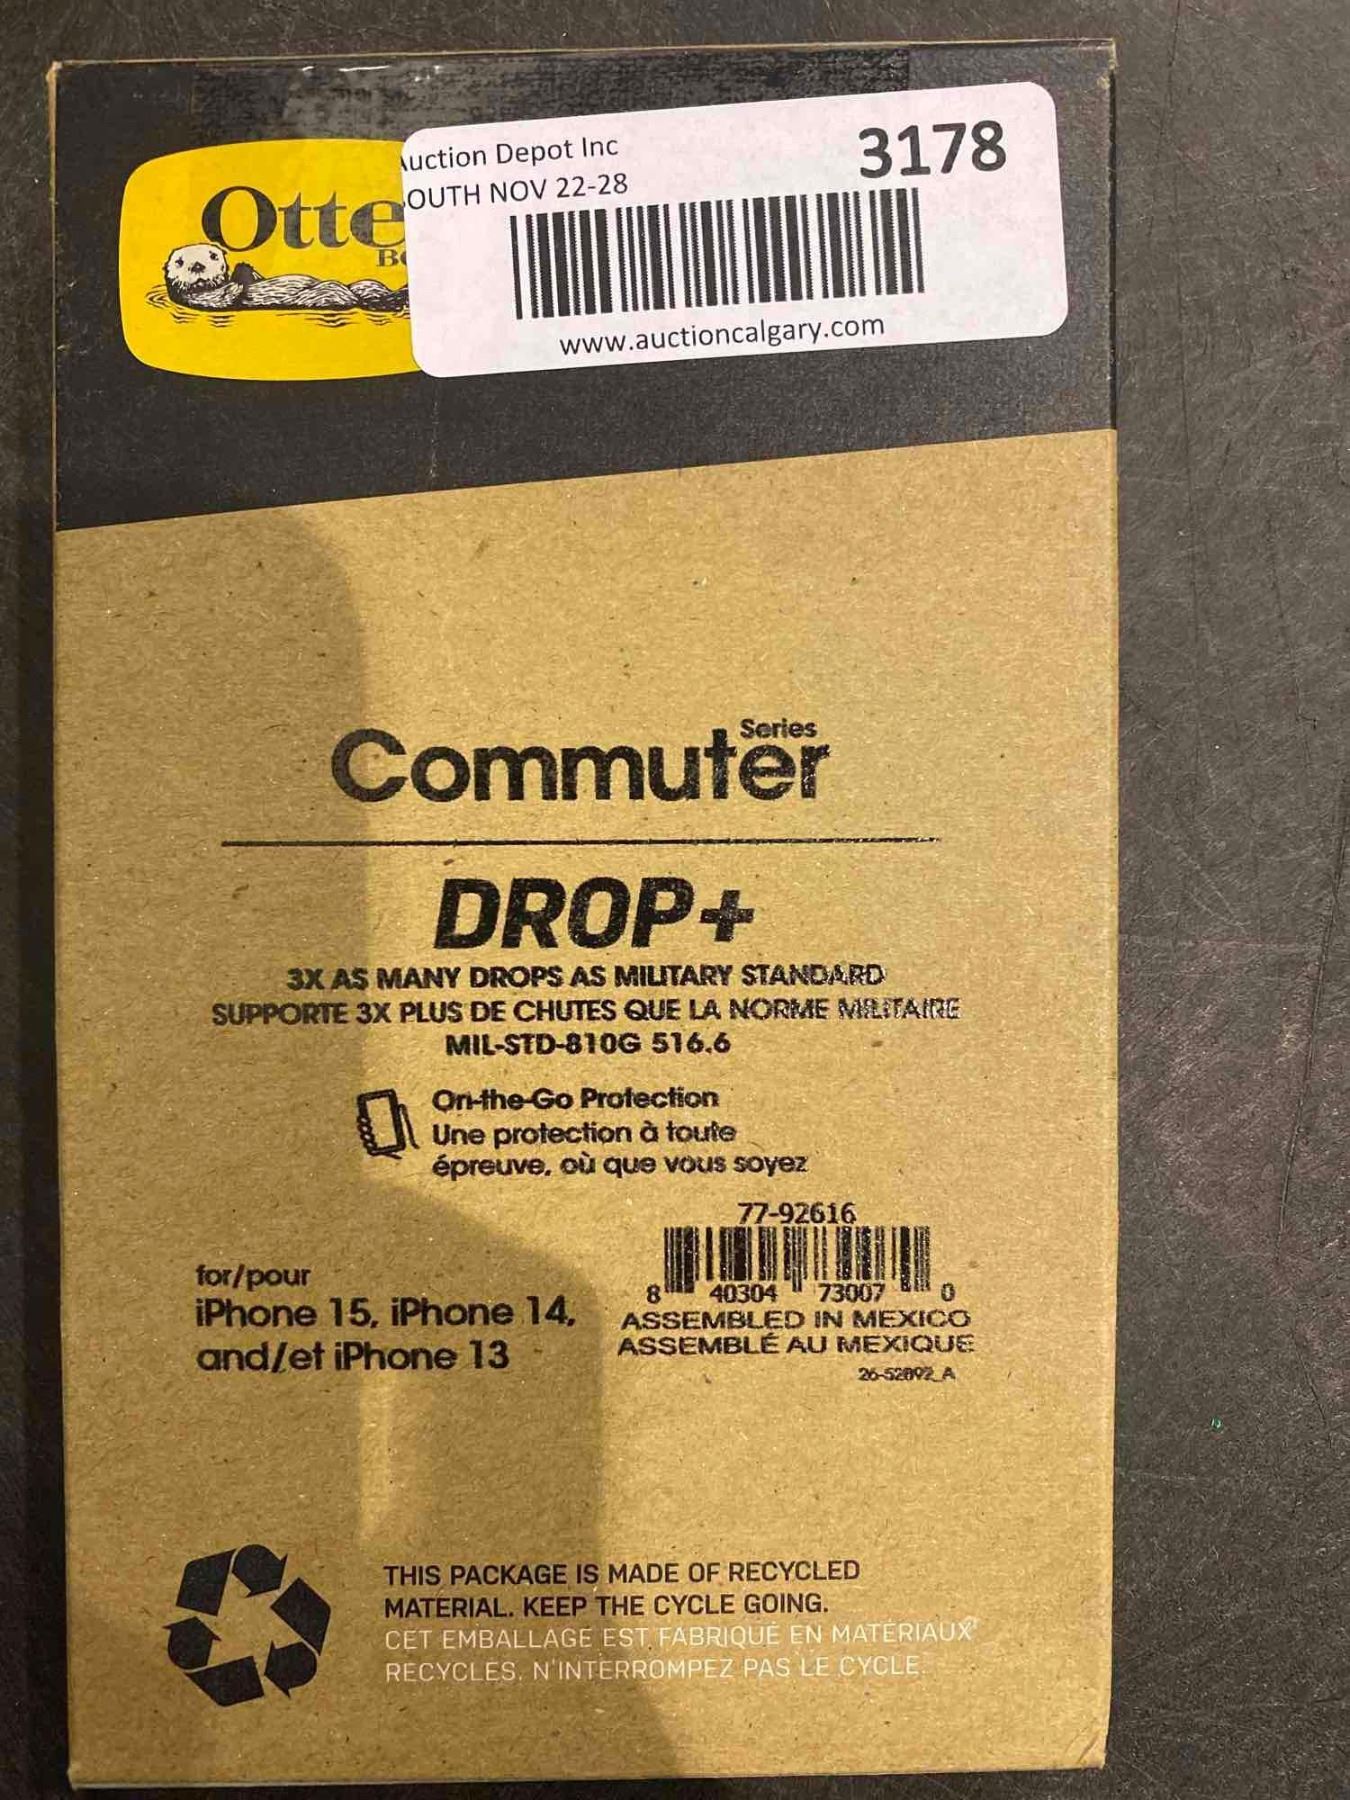 Auction Depot Inc
3178
OUTH NOV 22-28
www.auctioncalgary.com
Otte
Commuter Series
DROP+
3X AS MANY DROPS AS MILITARY STANDARD
SUPPORTE 3X PLUS DE CHUTES QUE LA NORME MILITAIRE
MIL-STD-810G 516.6
On-the-Go Protection
Une protection à toute
épreuve, où que vous soyez
77-92616
8 40304 73007 0
for/pour
iPhone 15, iPhone 14,
and/et iPhone 13
ASSEMBLED IN MEXICO
ASSEMBLÉ AU MEXIQUE
26-52092_A
THIS PACKAGE IS MADE OF RECYCLED
MATERIAL. KEEP THE CYCLE GOING.
CET EMBALLAGE EST FABRIQUÉ EN MATÉRIAUX
RECYCLÉS. N'INTERROMPEZ PAS LE CYCLE.